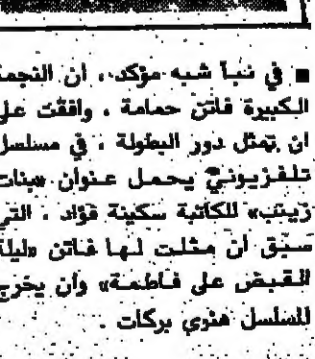 ■ في نبأ شبه مؤكد ، ان النجمة
الكبيرة فاتن حمامة ، وافقت على
ان تمثل دور البطولة ، في مسلسل
تلفزيوني يحمل عنوان «بنات
زينب» للكاتبة سكينة فؤاد ، التي
سبق ان مثلت لها فاتن «ليلة
القبض على فاطمة» وان يخرج
المسلسل هنري بركات .